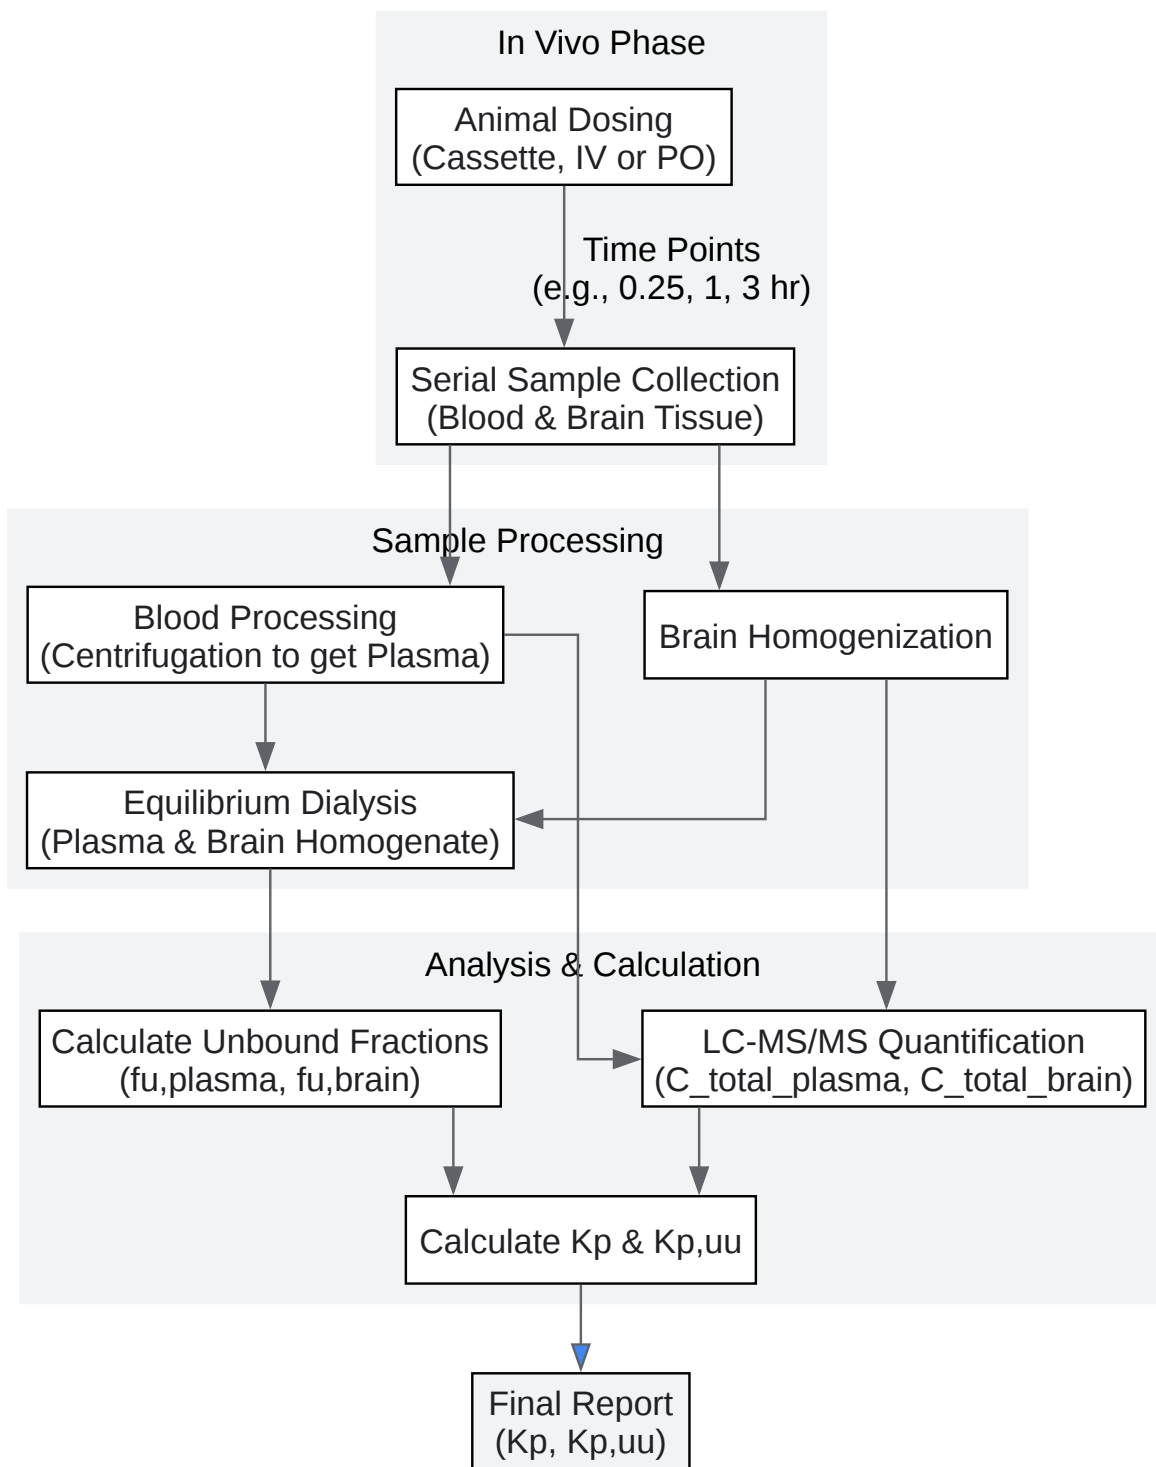 In Vivo Phase
Animal Dosing
(Cassette, IV or PO)
Time Points
(e.g., 0.25, 1, 3 hr)
Serial Sample Collection
(Blood & Brain Tissue)
Sample Processing
Blood Processing
(Centrifugation to get Plasma)
Brain Homogenization
Equilibrium Dialysis
(Plasma & Brain Homogenate)
Analysis & Calculation
Calculate Unbound Fractions
(fu,plasma, fu,brain)
LC-MS/MS Quantification
(C_total_plasma, C_total_brain)
Calculate Kp & Kp,uu
Final Report
(Kp, Kp,uu)